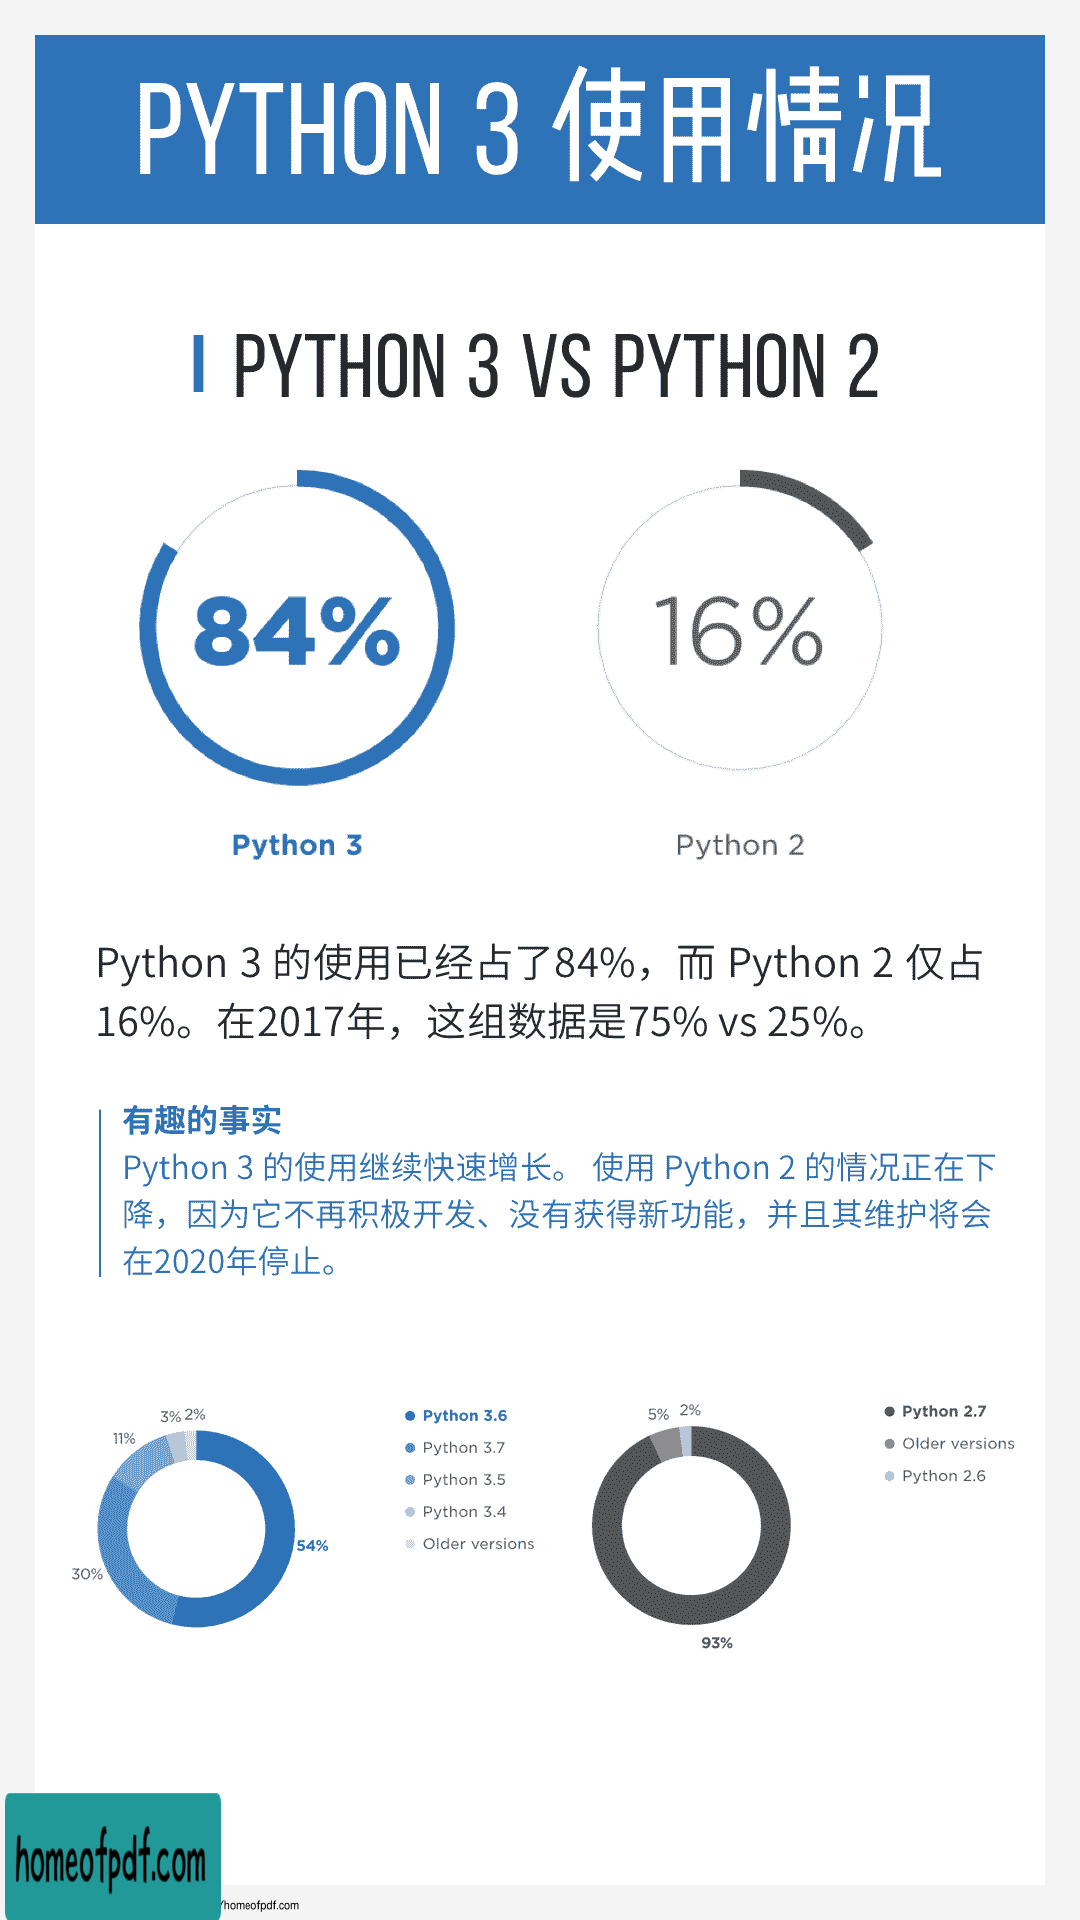 PYTHON 3 使用情况
PYTHON 3 VS PYTHON 2
84%
16%
Python 3
Python 2
Python 3 的使用已经占了84%，而 Python 2 仅占
16%。在2017年，这组数据是75% vs 25%。
有趣的事实
Python 3 的使用继续快速增长。 使用 Python 2 的情况正在下
降，因为它不再积极开发、没有获得新功能，并且其维护将会
在2020年停止。
3% 2%
11%
30%
54%
Python 3.6
Python 3.7
Python 3.5
Python 3.4
Older versions
5% 2%
93%
Python 2.7
Older versions
Python 2.6
homeofpdf.com
/homeofpdf.com